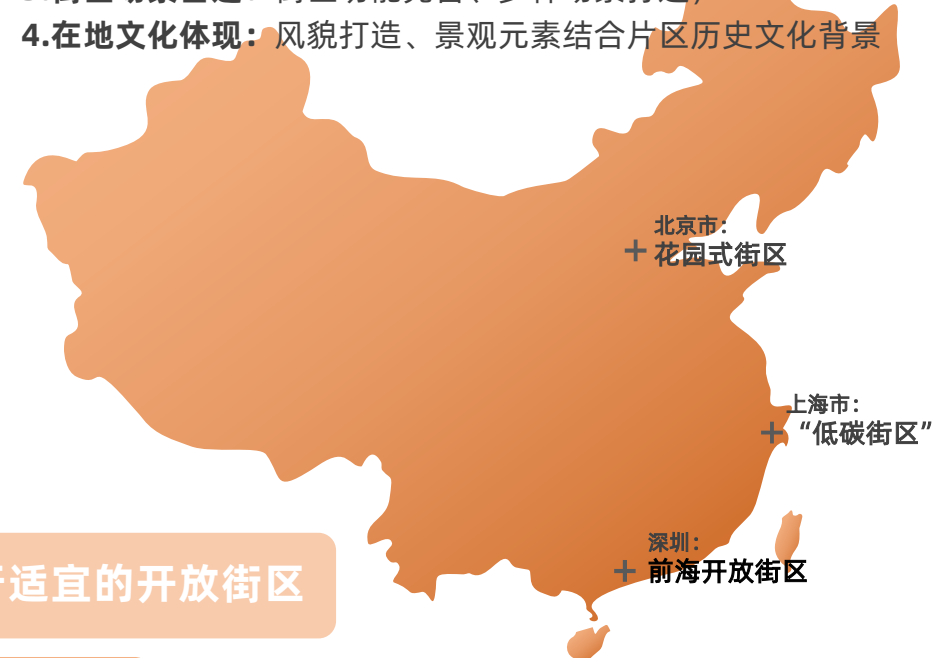 4.在地文化体现：风貌打造、景观元素结合片区历史文化背景
北京市：
花园式街区
上海市：
“低碳街区”
深圳：
前海开放街区
适宜的开放街区